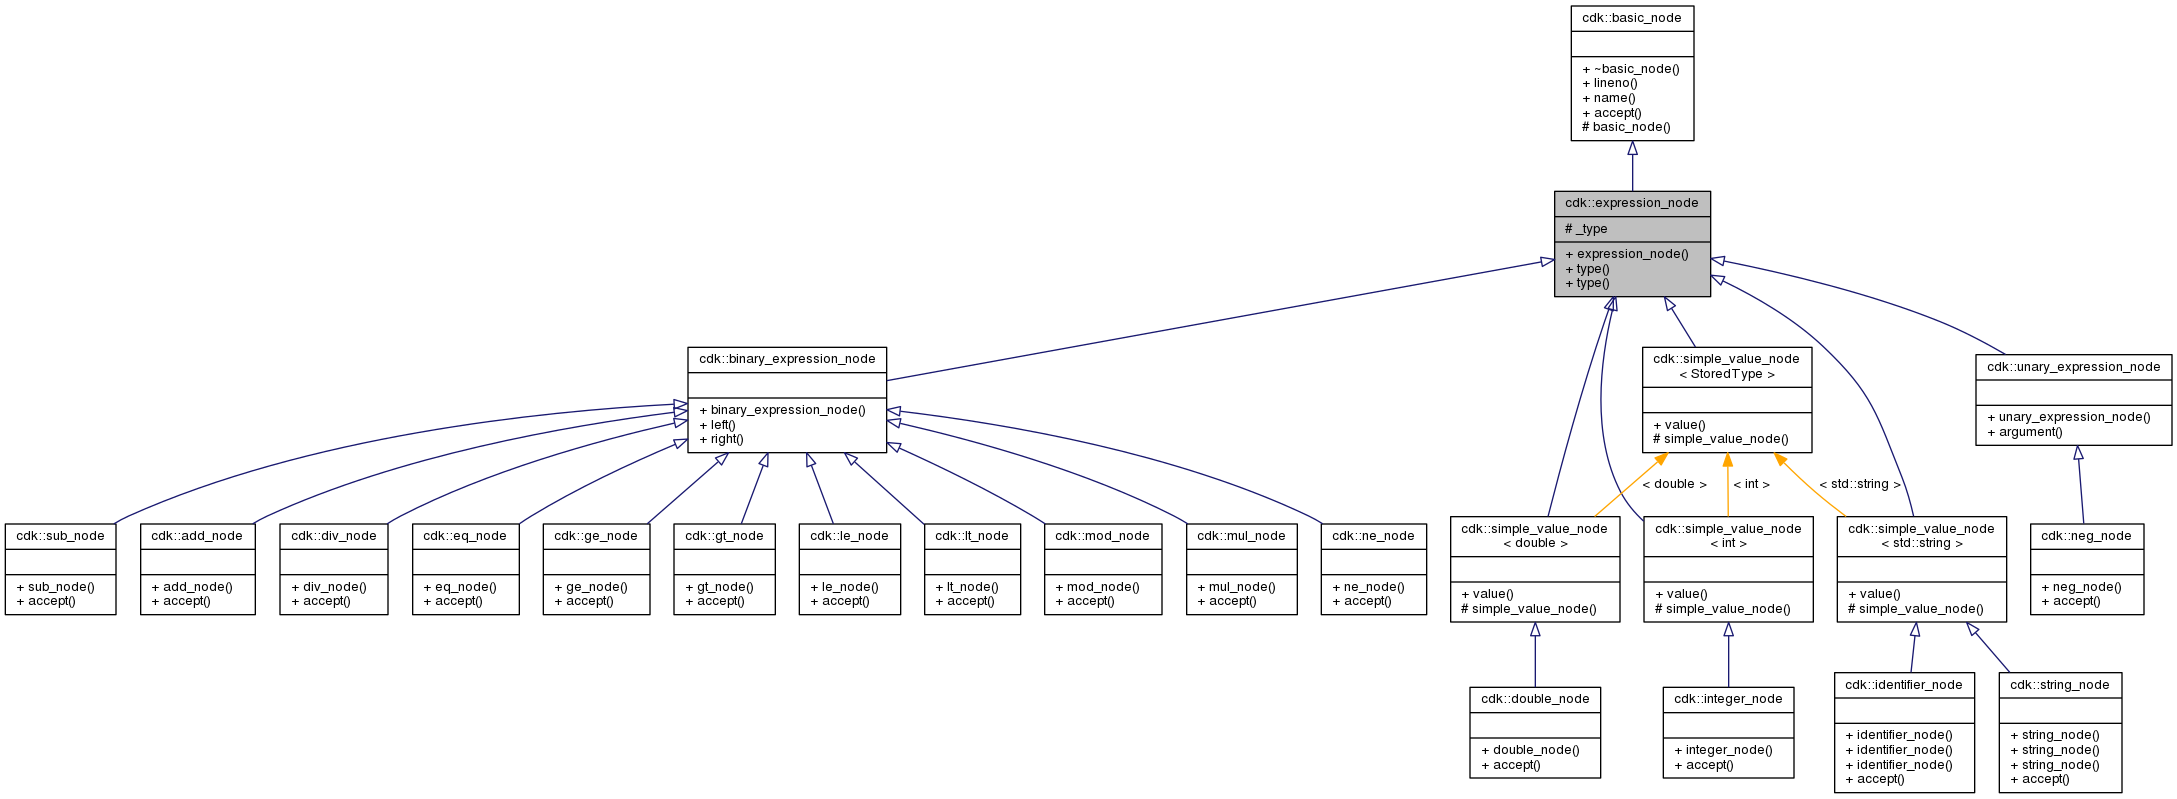 cdk::basic_node
+ ~basic_node()
+ lineno()
+ name()
+ accept()
# basic_node()
cdk::expression_node
# _type
+ expression_node()
+ type()
+ type()
cdk::binary_expression_node
+ binary_expression_node()
+ left()
+ right()
cdk::simple_value_node
< StoredType >
+ value()
# simple_value_node()
cdk::unary_expression_node
+ unary_expression_node()
+ argument()
< double >
< int >
< std::string >
cdk::sub_node
+ sub_node()
+ accept()
cdk::add_node
+ add_node()
+ accept()
cdk::div_node
+ div_node()
+ accept()
cdk::eq_node
+ eq_node()
+ accept()
cdk::ge_node
+ ge_node()
+ accept()
cdk::gt_node
+ gt_node()
+ accept()
cdk::le_node
+ le_node()
+ accept()
cdk::lt_node
+ lt_node()
+ accept()
cdk::mod_node
+ mod_node()
+ accept()
cdk::mul_node
+ mul_node()
+ accept()
cdk::ne_node
+ ne_node()
+ accept()
cdk::simple_value_node
< double >
+ value()
# simple_value_node()
cdk::simple_value_node
< int >
+ value()
# simple_value_node()
cdk::simple_value_node
< std::string >
+ value()
# simple_value_node()
cdk::neg_node
+ neg_node()
+ accept()
cdk::double_node
+ double_node()
+ accept()
cdk::integer_node
+ integer_node()
+ accept()
cdk::identifier_node
+ identifier_node()
+ identifier_node()
+ identifier_node()
+ accept()
cdk::string_node
+ string_node()
+ string_node()
+ string_node()
+ accept()